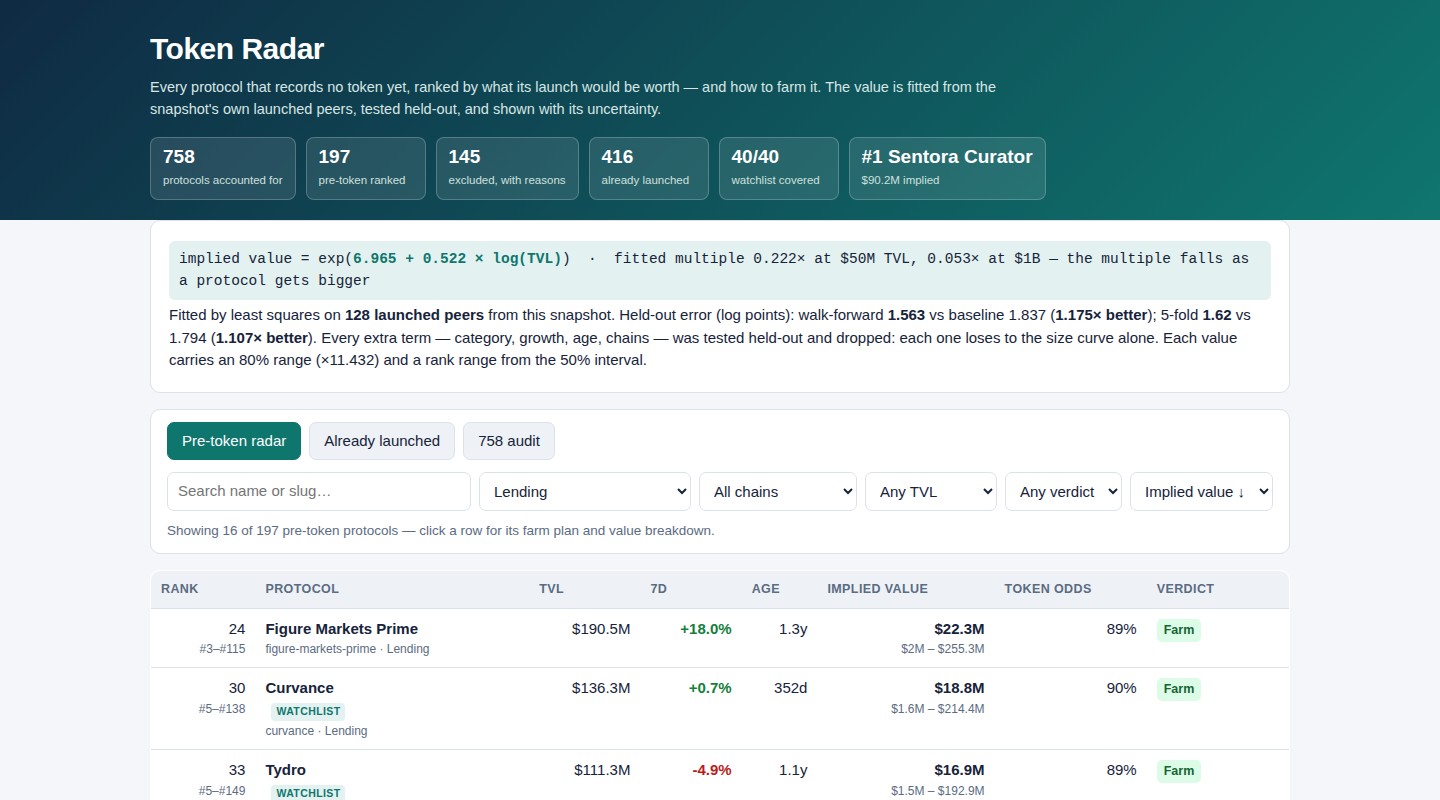 Token Radar
Every protocol that records no token yet, ranked by what its launch would be worth — and how to farm it. The value is fitted from the
snapshot's own launched peers, tested held-out, and shown with its uncertainty.
758
protocols accounted for
197
pre-token ranked
145
excluded, with reasons
416
already launched
40/40
watchlist covered
#1 Sentora Curator
$90.2M implied
implied value = exp(6.965 + 0.522 × log(TVL))  ·  fitted multiple 0.222× at $50M TVL, 0.053× at $1B — the multiple falls as
a protocol gets bigger
Fitted by least squares on 128 launched peers from this snapshot. Held-out error (log points): walk-forward 1.563 vs baseline 1.837 (1.175× better); 5-fold 1.62 vs
1.794 (1.107× better). Every extra term — category, growth, age, chains — was tested held-out and dropped: each one loses to the size curve alone. Each value
carries an 80% range (×11.432) and a rank range from the 50% interval.
Pre-token radar Already launched 758 audit
Search name or slug… Lending All chains Any TVL Any verdict Implied value ↓
Showing 16 of 197 pre-token protocols — click a row for its farm plan and value breakdown.
RANK PROTOCOL TVL 7D AGE IMPLIED VALUE TOKEN ODDS VERDICT
24 Figure Markets Prime $190.5M +18.0% 1.3y $22.3M 89% Farm
#3–#115 figure-markets-prime · Lending $2M – $255.3M
30 Curvance $136.3M +0.7% 352d $18.8M 90% Farm
#5–#138 WATCHLIST $1.6M – $214.4M
curvance · Lending
33 Tydro $111.3M -4.9% 1.1y $16.9M 89% Farm
#5–#149 WATCHLIST $1.5M – $192.9M